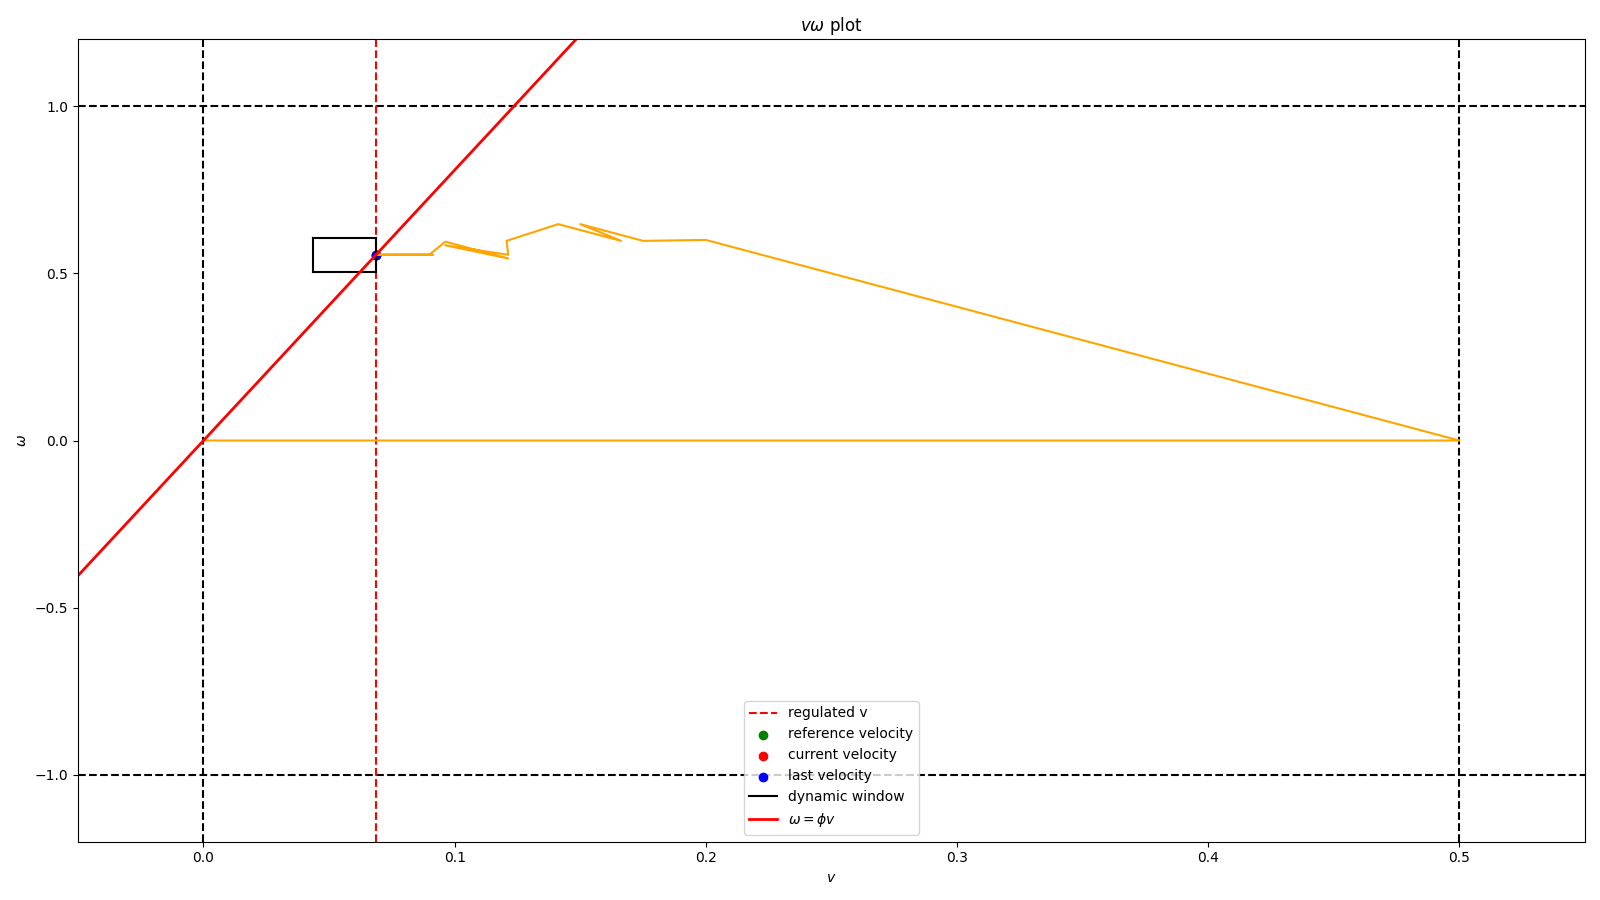 vω plot
1.0
0.5
0.0
−0.5
−1.0
ω
0.0 0.1 0.2 0.3 0.4 0.5
v
regulated v
reference velocity
current velocity
last velocity
dynamic window
ω = ϕv